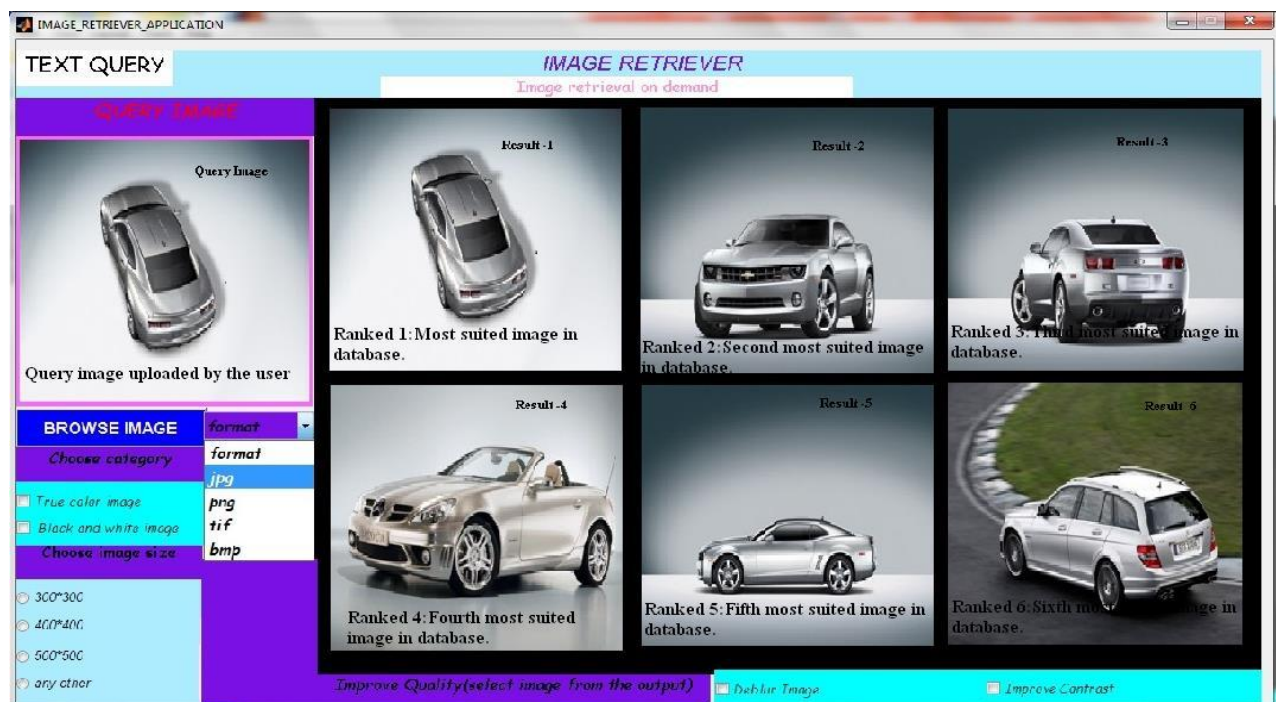 IMAGE_RETRIEVER_APPLICATION
TEXT QUERY
IMAGE RETRIEVER
Image retrieval on demand
QUERY IMAGE
Query Image
Query image uploaded by the user
Result -1
Ranked 1:Most suited image in
database.
Result -2
Ranked 2:Second most suited image
in database.
Result -3
Ranked 3:Third most suited image in
database.
Result -4
Ranked 4:Fourth most suited
image in database.
Result -5
Ranked 5:Fifth most suited image in
database.
Result 6
Ranked 6:Sixth most image in
database.
BROWSE IMAGE
format
format
jpg
png
tif
bmp
Choose category
True color image
Black and white image
Choose image size
300*300
400*400
500*500
any other
Improve Quality(select image from the output)
Deblur Image
Improve Contrast